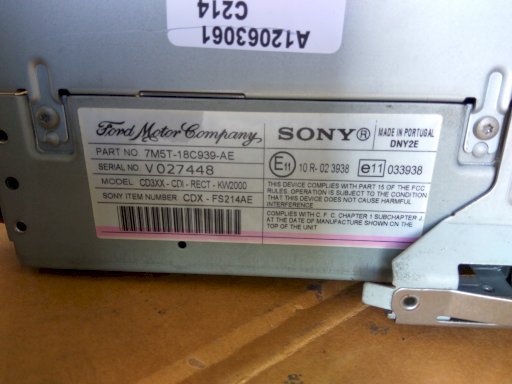 A12063061
C214
Ford Motor Company
PART NO. 7M5T-18C939-AE
SERIAL NO. V027448
MODEL CD3XX - CDI - RECT - KW2000
SONY ITEM NUMBER CDX - FS214AE
SONY®
MADE IN PORTUGAL
DNY2E
E11 10 R- 02 3938
e11 033938
THIS DEVICE COMPLIES WITH PART 15 OF THE FCC
RULES. OPERATION IS SUBJECT TO THE CONDITION
THAT THIS DEVICE DOES NOT CAUSE HARMFUL
INTERFERENCE
COMPLIES WITH C.F.C. CHAPTER 1 SUBCHAPTER J.
AT THE DATE OF MANUFACTURE SHOWN ON THE
TOP OF THE UNIT